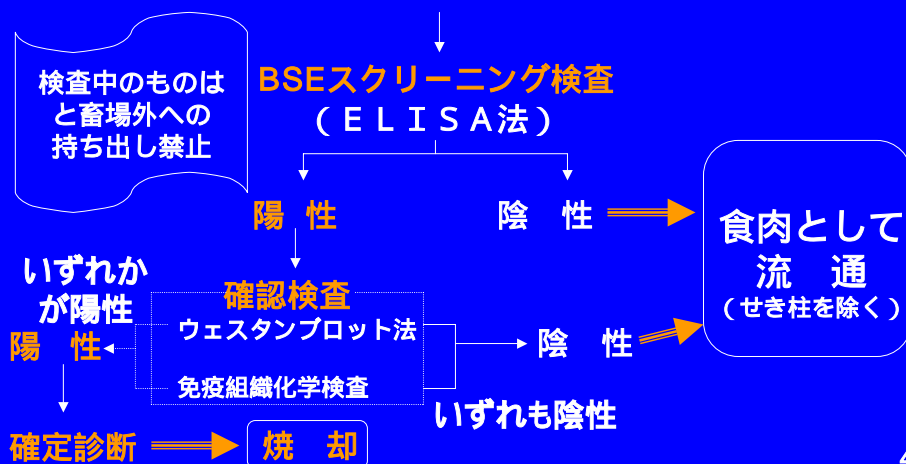 検査中のものは
と畜場外への
持ち出し禁止
BSEスクリーニング検査
（ＥＬＩＳＡ法）
陽 性
陰 性
食肉として
流 通
（せき柱を除く）
いずれか
が陽性
確認検査
ウェスタンブロット法
陽 性
陰 性
免疫組織化学検査
いずれも陰性
確定診断
焼 却